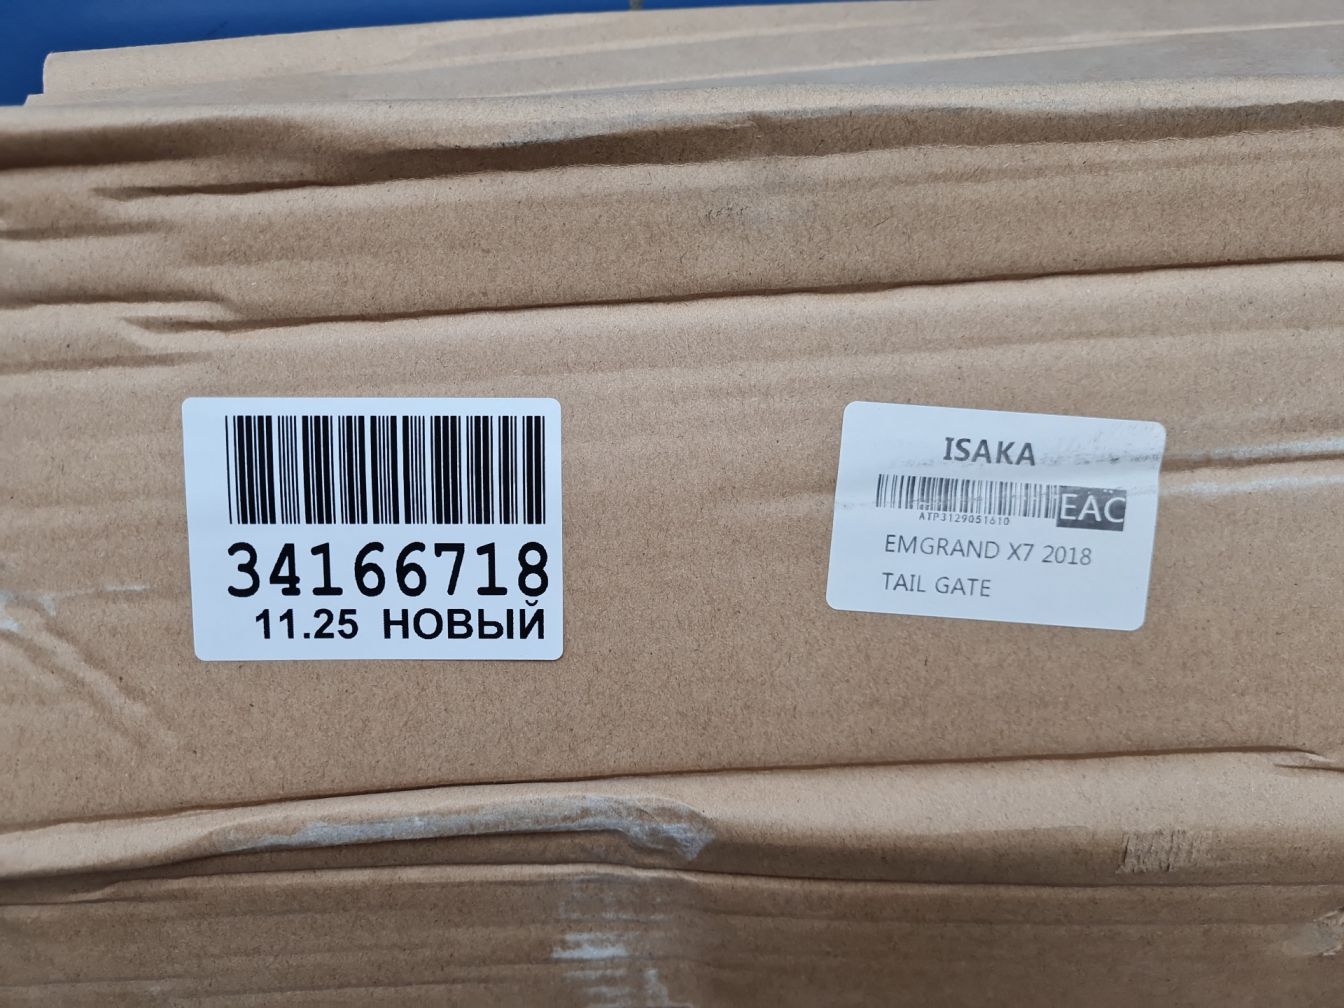 34166718
11.25 НОВЫЙ
ISAKA
EAC
ATP3129051610
EMGRAND X7 2018
TAIL GATE